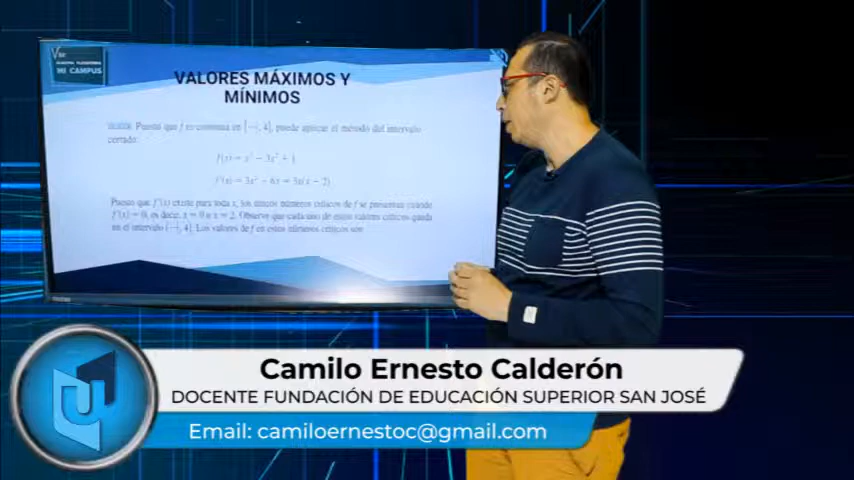 MI CAMPUS
VALORES MÁXIMOS Y
MÍNIMOS
Puesto que f es continua en [−½, 4], puede aplicar el método del intervalo
cerrado:
f(x) = x³ − 3x² + 1
f'(x) = 3x² − 6x = 3x(x − 2)
Puesto que f'(x) existe para toda x, los únicos números críticos de f se presentan cuando
f'(x) = 0, es decir, x = 0 o x = 2. Observe que cada uno de estos valores críticos queda
en el intervalo [−½, 4]. Los valores de f en estos números críticos son
Camilo Ernesto Calderón
DOCENTE FUNDACIÓN DE EDUCACIÓN SUPERIOR SAN JOSÉ
Email: camiloernestoc@gmail.com